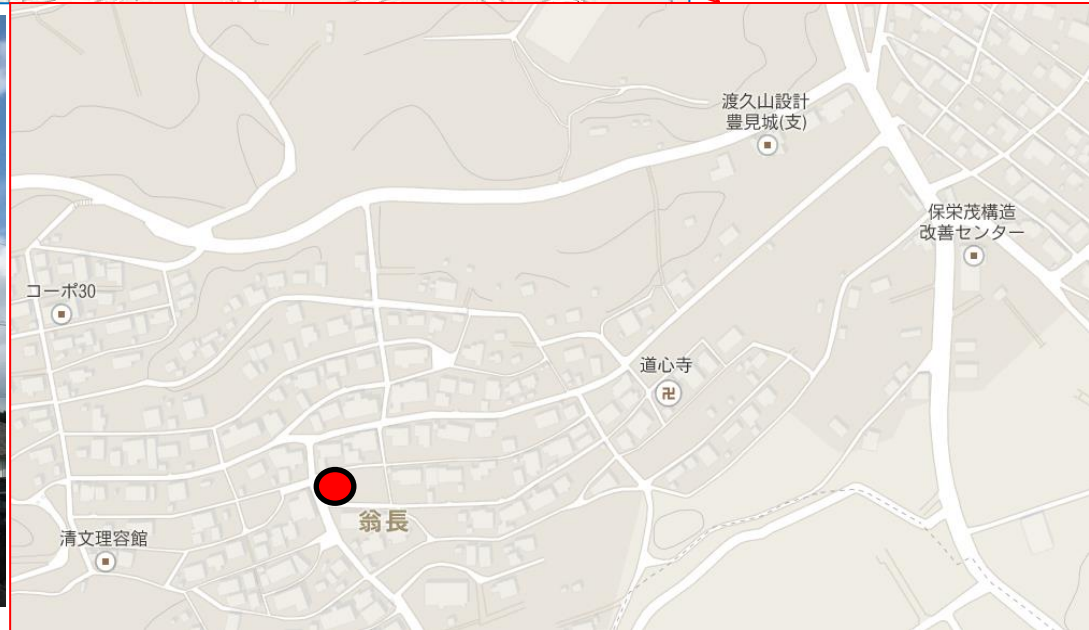 渡久山設計
豊見城(支)
保栄茂構造
改善センター
コーポ30
道心寺
翁長
清文理容館